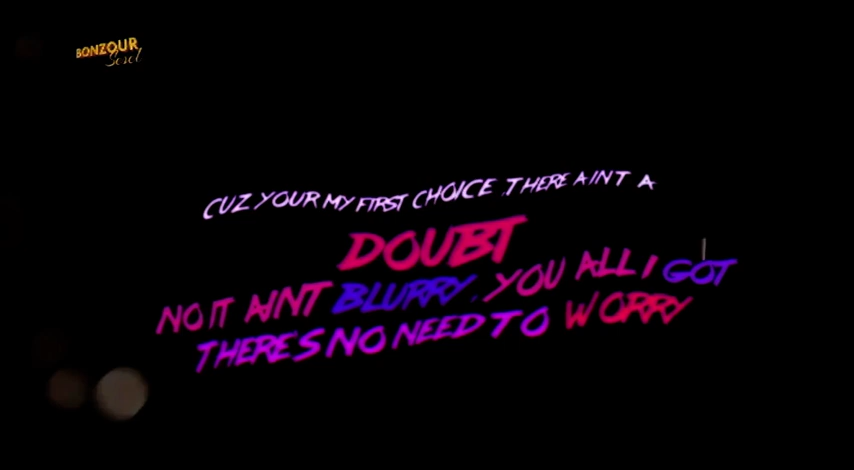 BONZOUR
CUZ YOUR MY FIRST CHOICE .THERE AINT A
DOUBT
NO IT AINT BLURRY. YOU ALL I GOT
THERE'S NO NEED TO WORRY